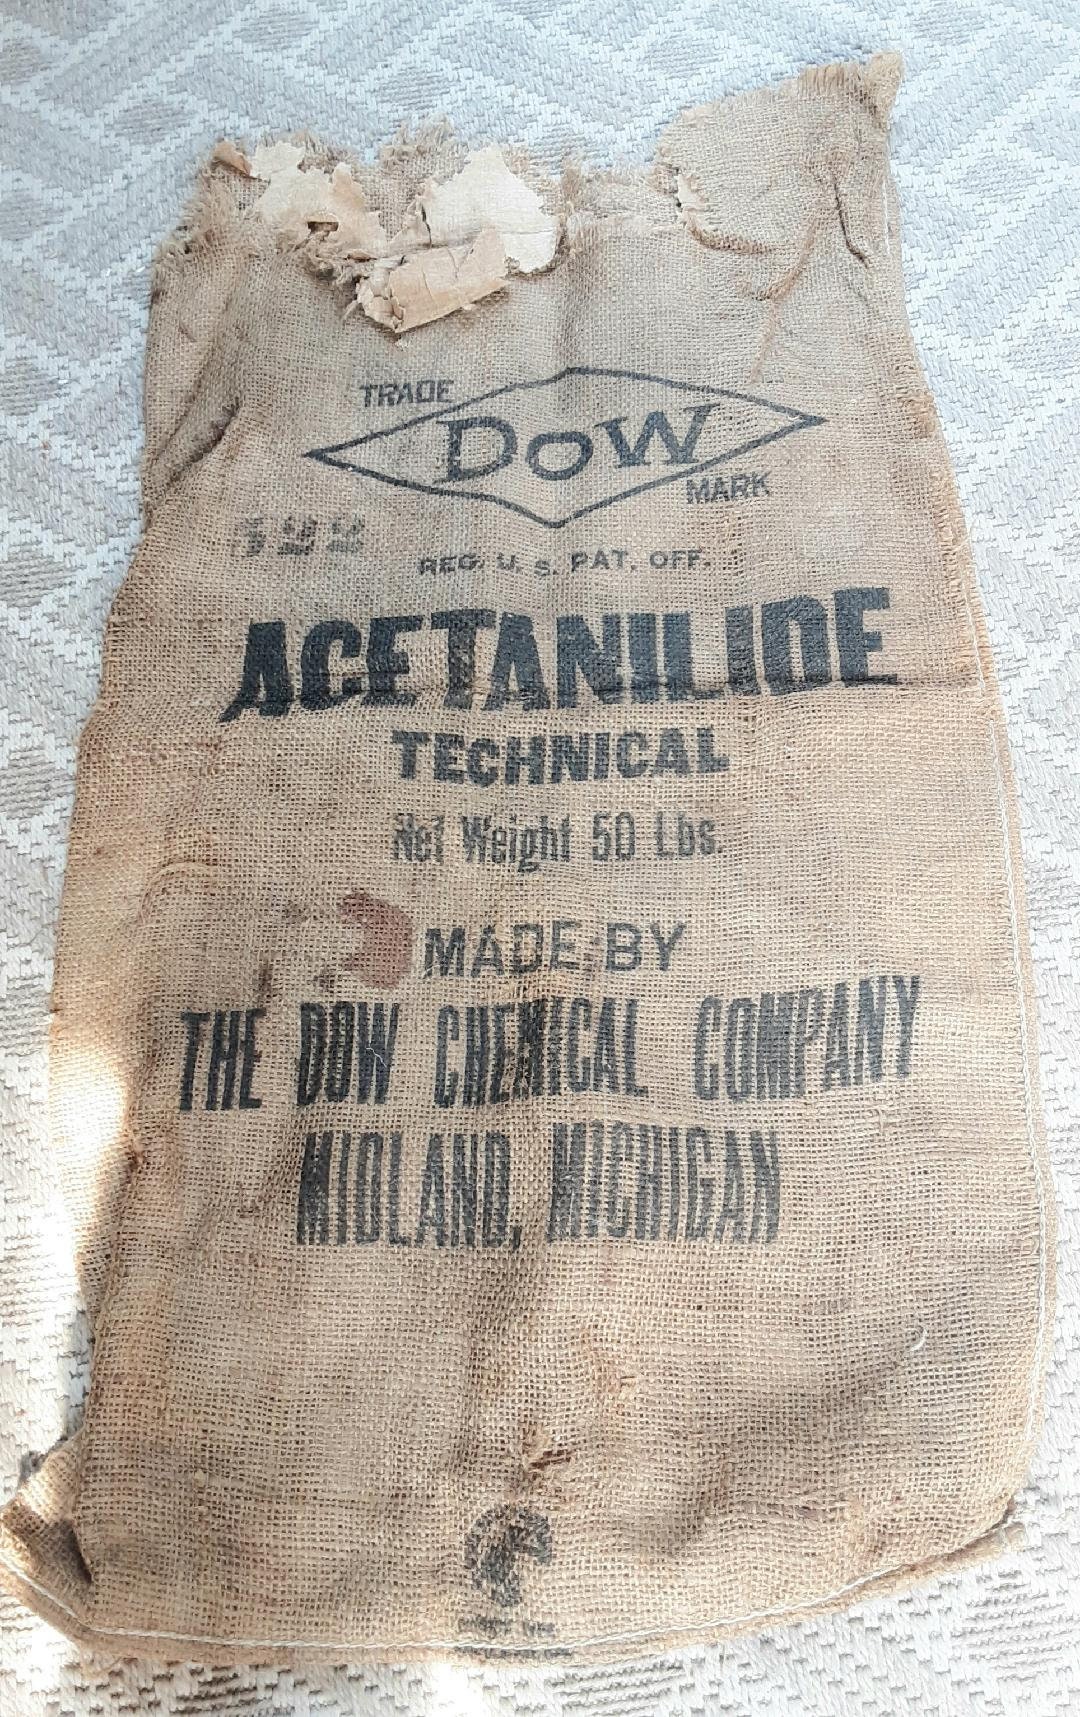 TRADE
DOW
MARK
122
REG. U. S. PAT. OFF.
ACETANILIDE
TECHNICAL
Net Weight 50 Lbs.
MADE BY
THE DOW CHEMICAL COMPANY
MIDLAND, MICHIGAN